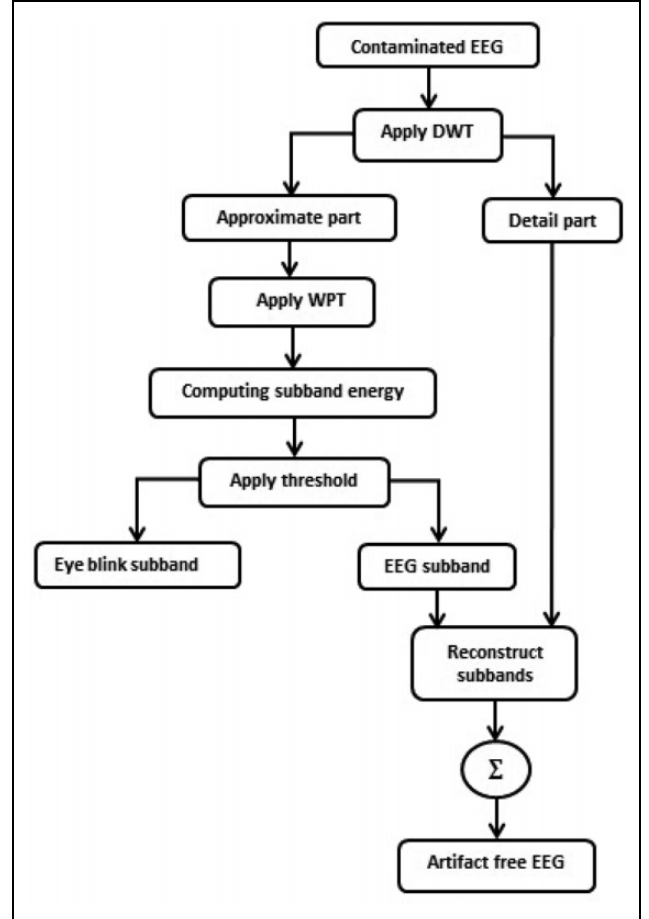 Contaminated EEG
Apply DWT
Approximate part
Detail part
Apply WPT
Computing subband energy
Apply threshold
Eye blink subband
EEG subband
Reconstruct
subbands
Σ
Artifact free EEG